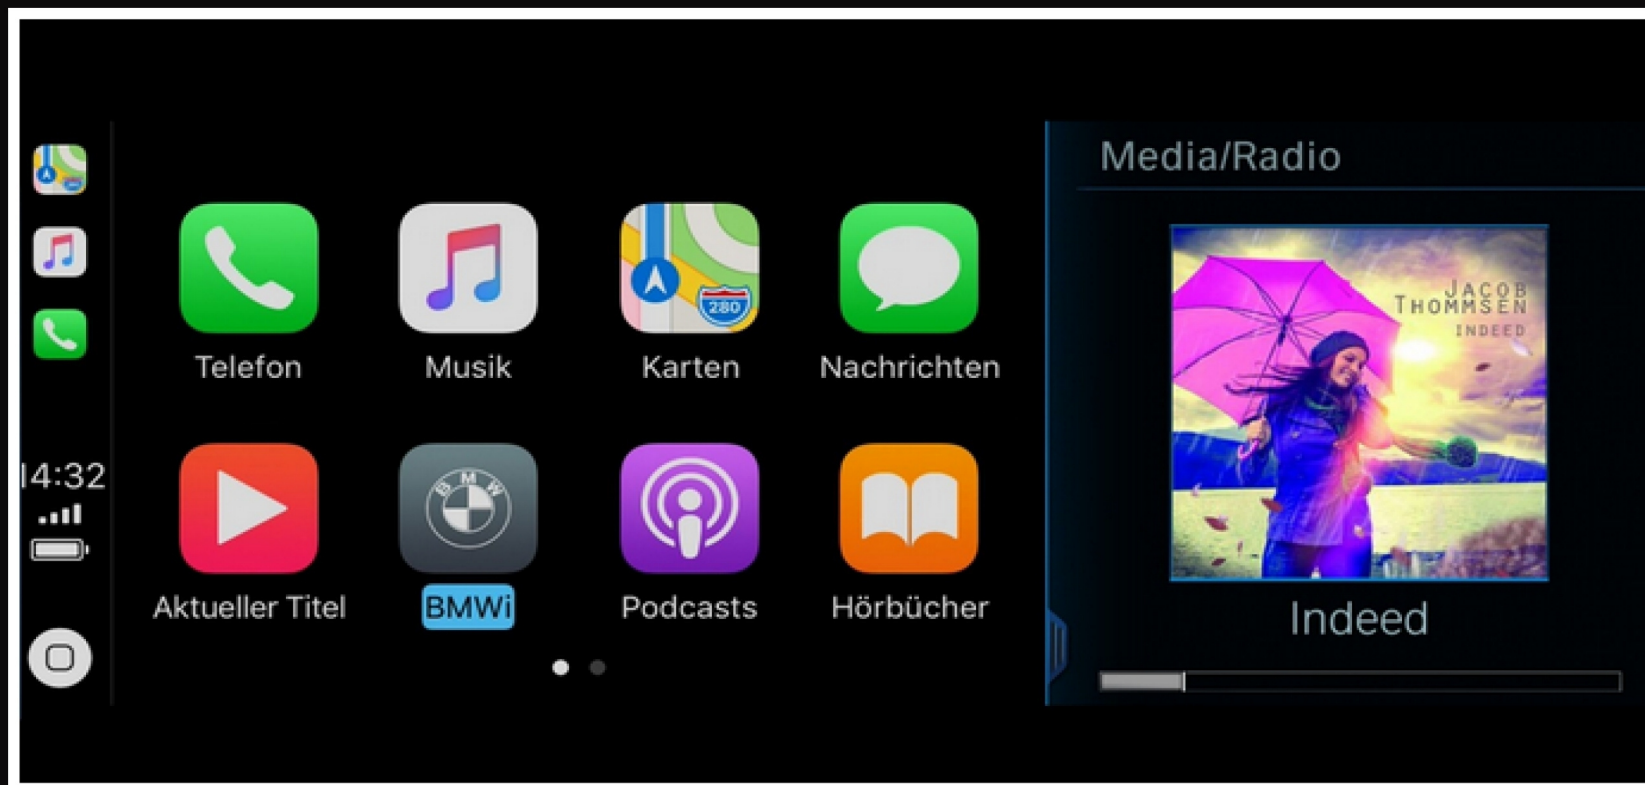 14:32
Telefon
Musik
Karten
280
Nachrichten
Aktueller Titel
BMW
BMWi
Podcasts
Hörbücher
Media/Radio
JACOB
THOMMSEN
INDEED
Indeed